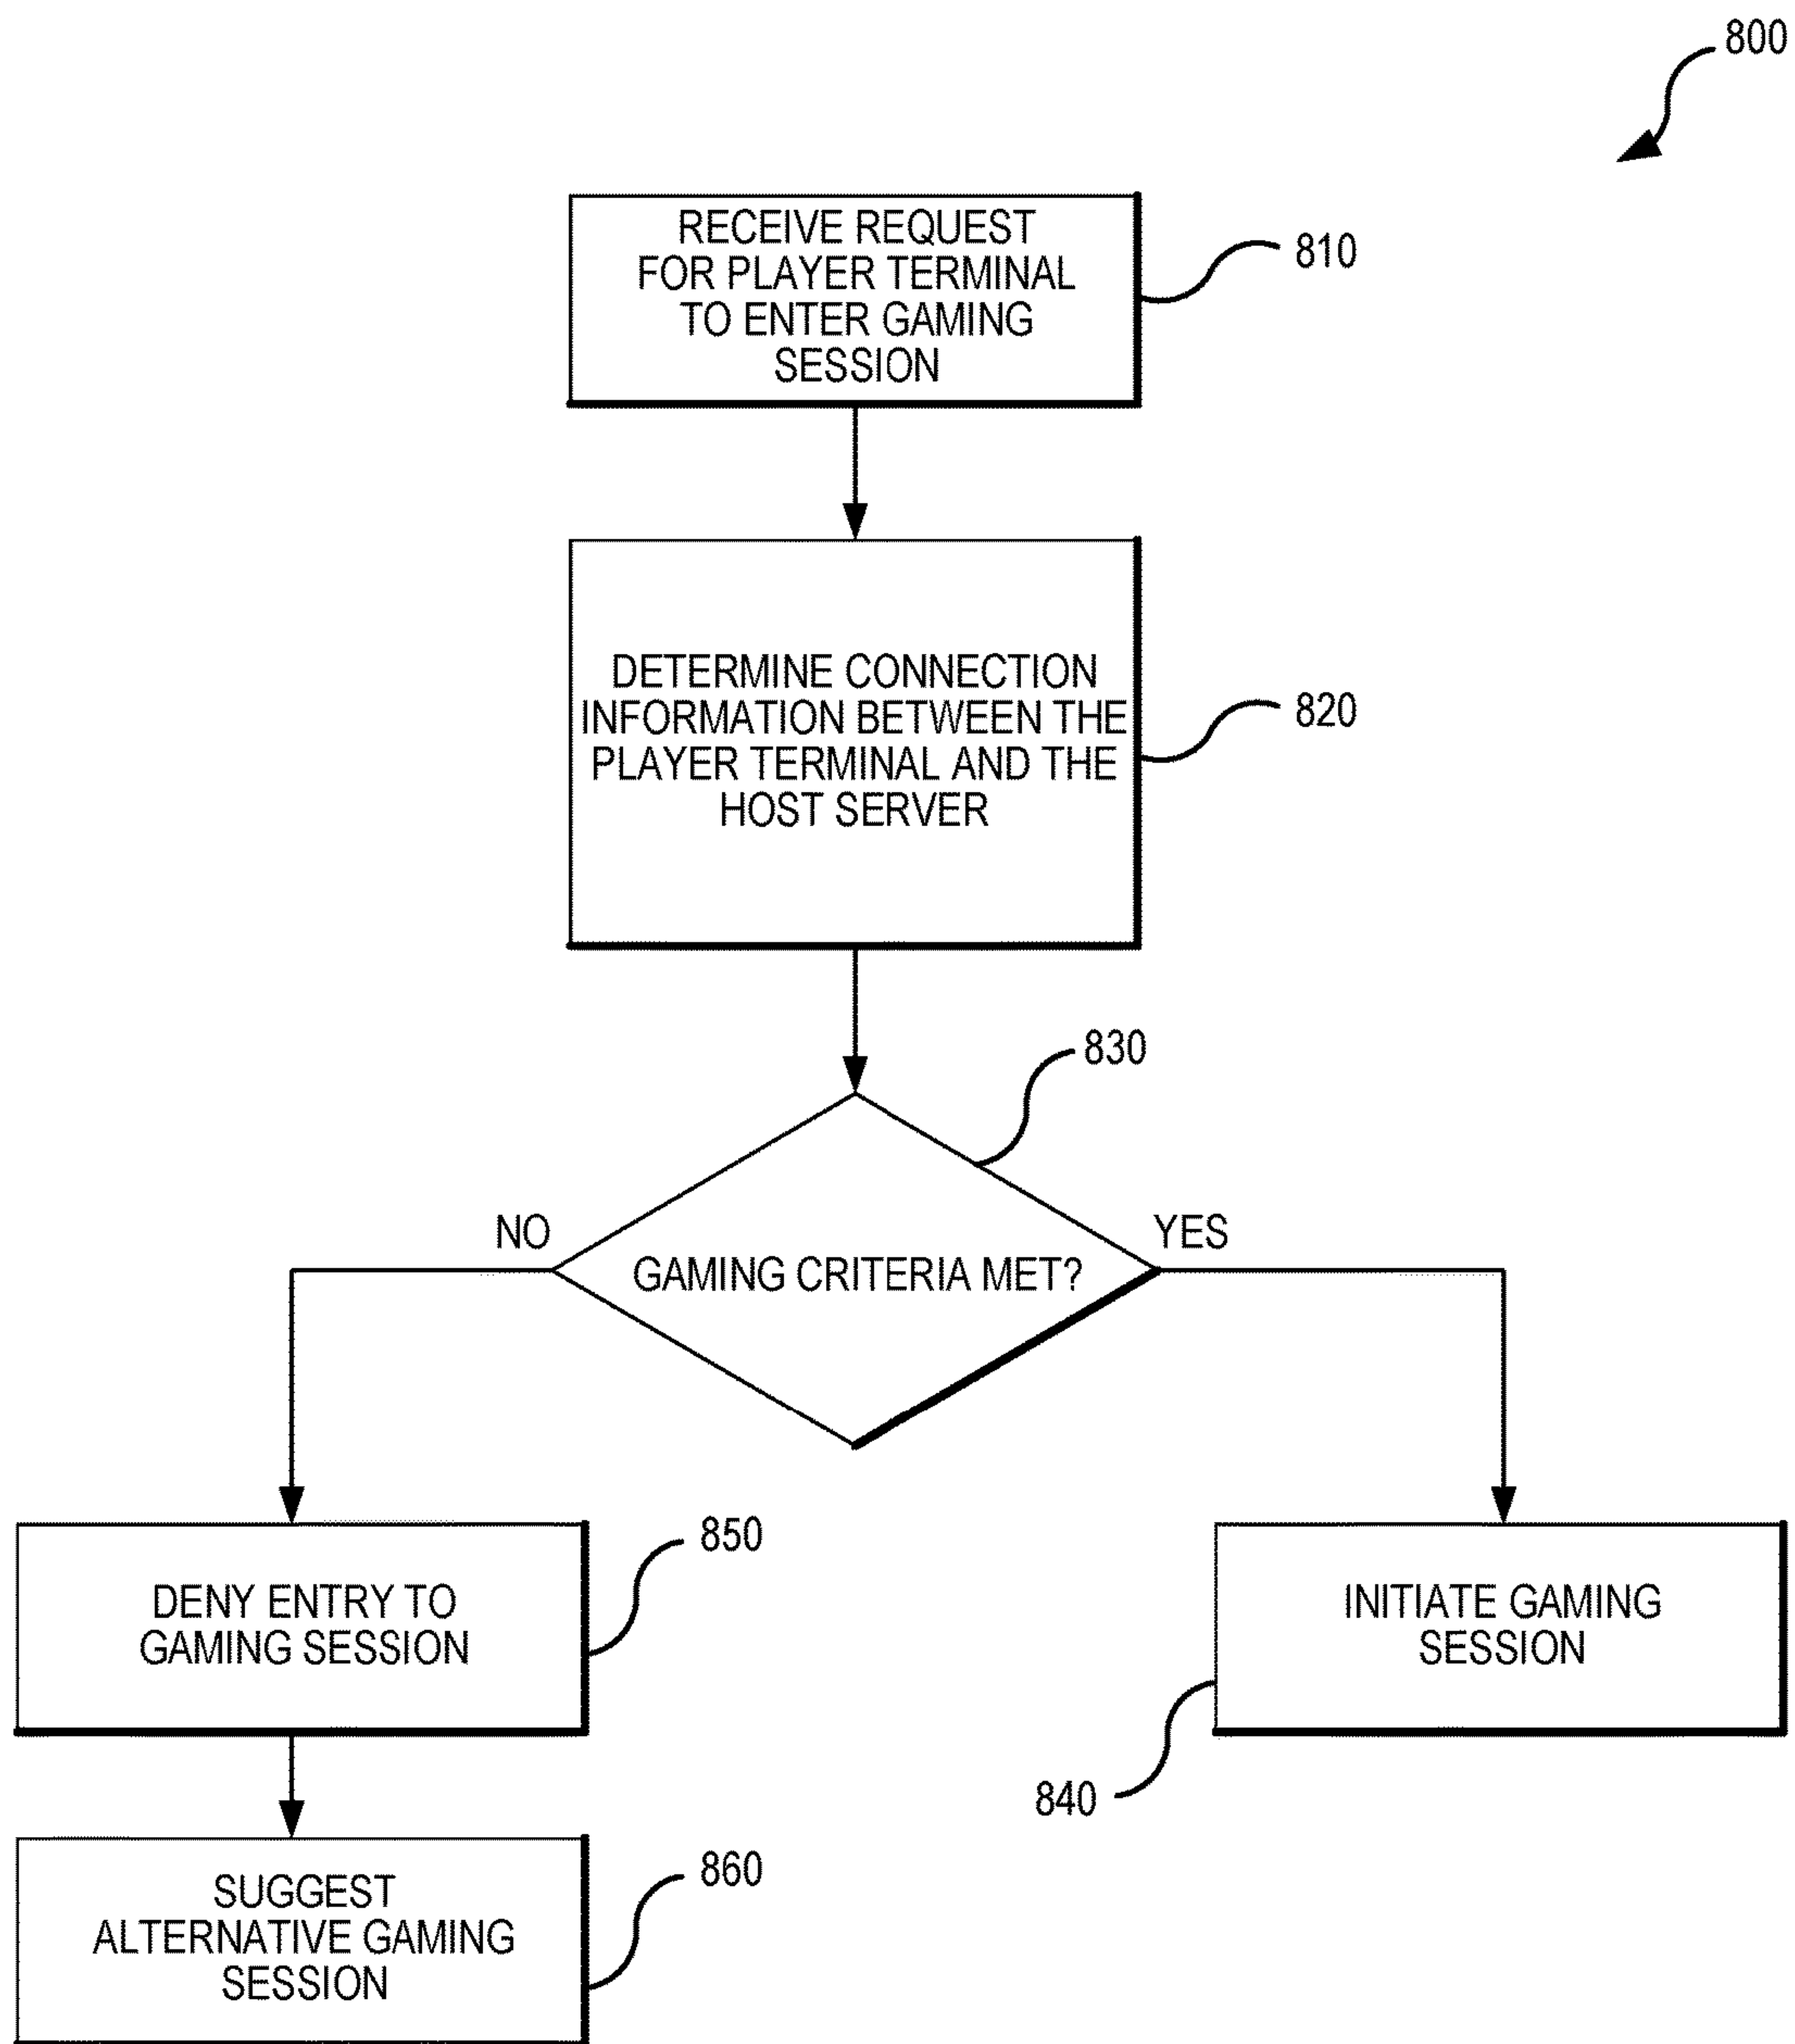 800
RECEIVE REQUEST
FOR PLAYER TERMINAL
TO ENTER GAMING
SESSION
810
DETERMINE CONNECTION
INFORMATION BETWEEN THE
PLAYER TERMINAL AND THE
HOST SERVER
820
830
NO
YES
GAMING CRITERIA MET?
850
DENY ENTRY TO
GAMING SESSION
INITIATE GAMING
SESSION
840
860
SUGGEST
ALTERNATIVE GAMING
SESSION